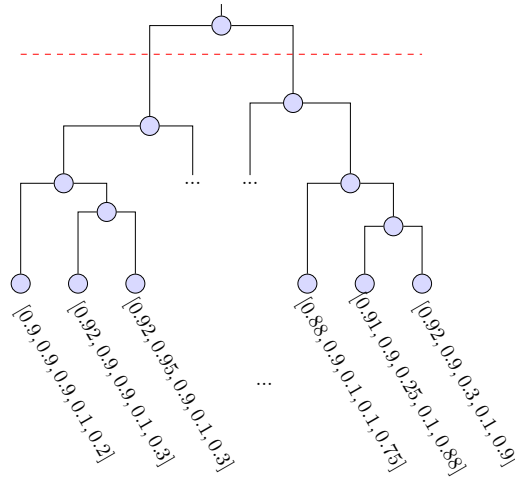 ... ...
[0.9, 0.9, 0.9, 0.1, 0.2]
[0.92, 0.9, 0.9, 0.1, 0.3]
[0.92, 0.95, 0.9, 0.1, 0.3]
...
[0.88, 0.9, 0.1, 0.1, 0.75]
[0.91, 0.9, 0.25, 0.1, 0.88]
[0.92, 0.9, 0.3, 0.1, 0.9]